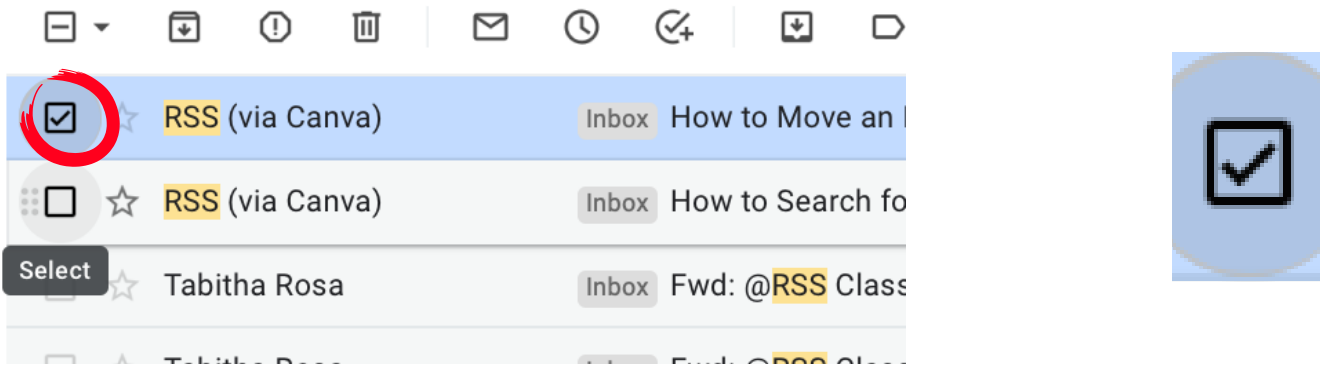 RSS (via Canva) Inbox How to Move an
RSS (via Canva) Inbox How to Search fo
Select
Tabitha Rosa Inbox Fwd: @RSS Class